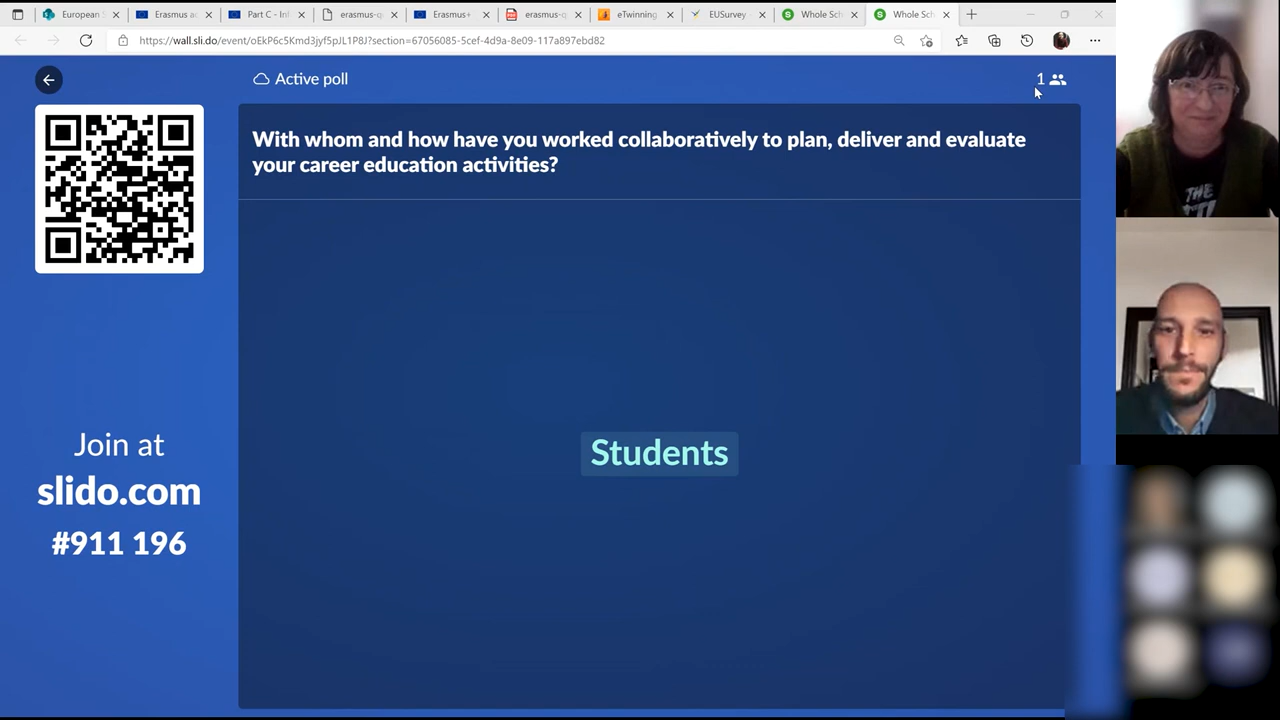 European S
Erasmus ac
Part C - Inf
erasmus-q
Erasmus+
erasmus-q
eTwinning
EUSurvey -
Whole Sch
Whole Sch
https://wall.sli.do/event/oEkP6c5Kmd3jyf5pJL1P8J?section=67056085-5cef-4d9a-8e09-117a897ebd82
Active poll
1
With whom and how have you worked collaboratively to plan, deliver and evaluate
your career education activities?
Students
Join at
slido.com
#911 196
THE